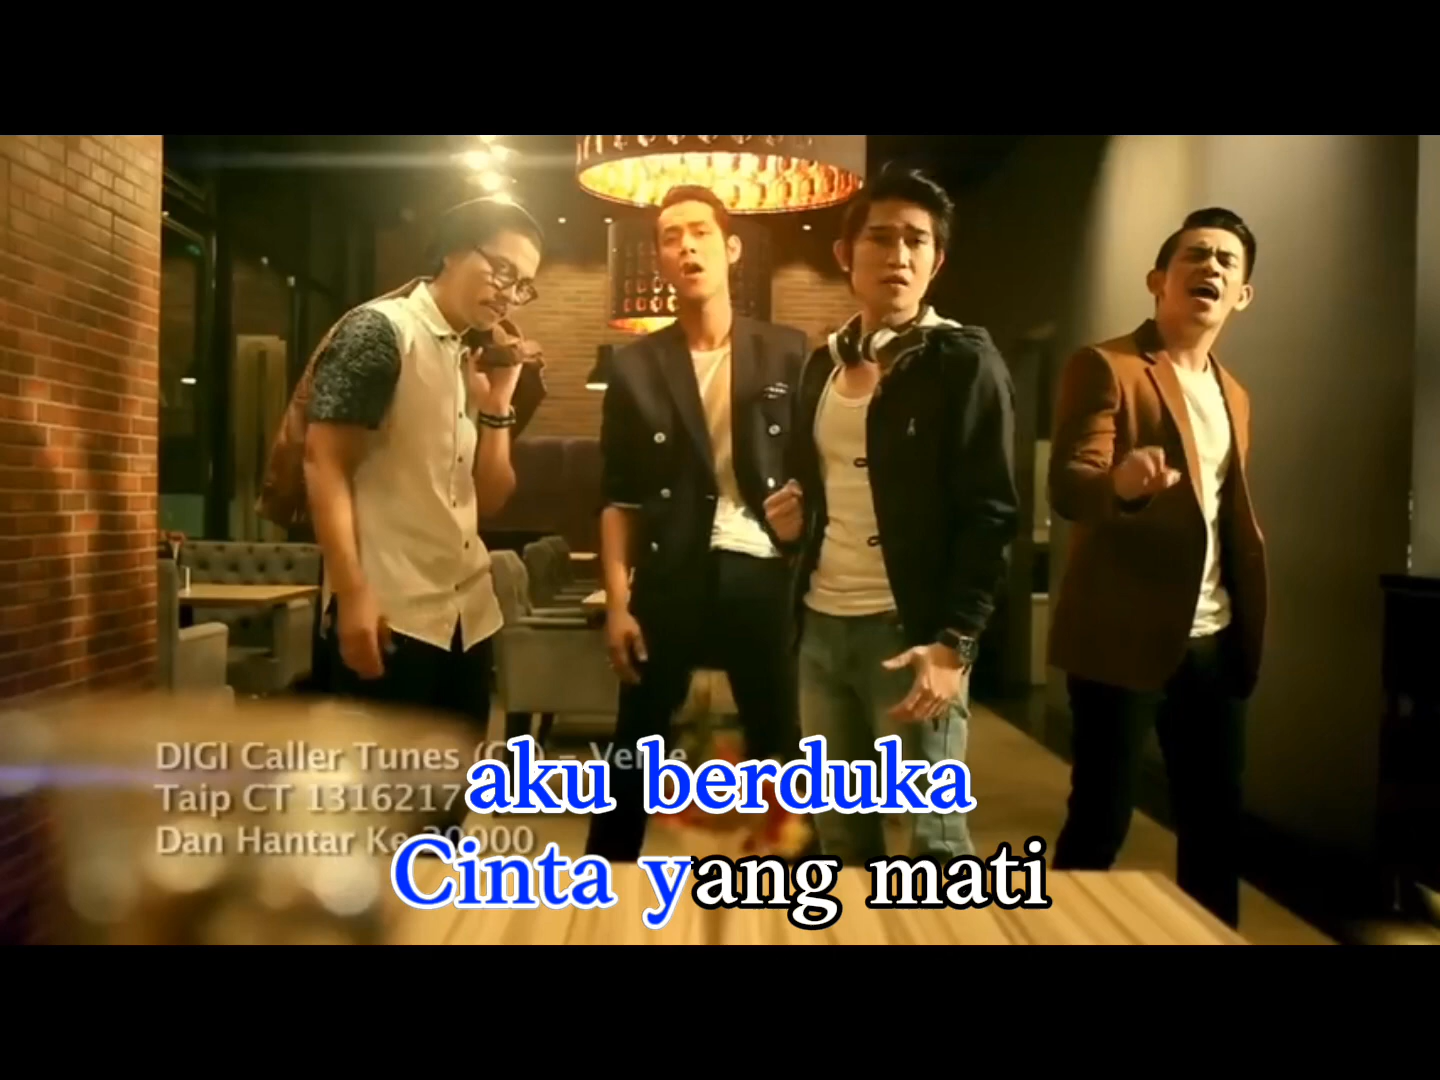 DIGI Caller Tunes
Taip CT 1316217
Dan Hantar Ke
aku berduka
Cinta yang mati